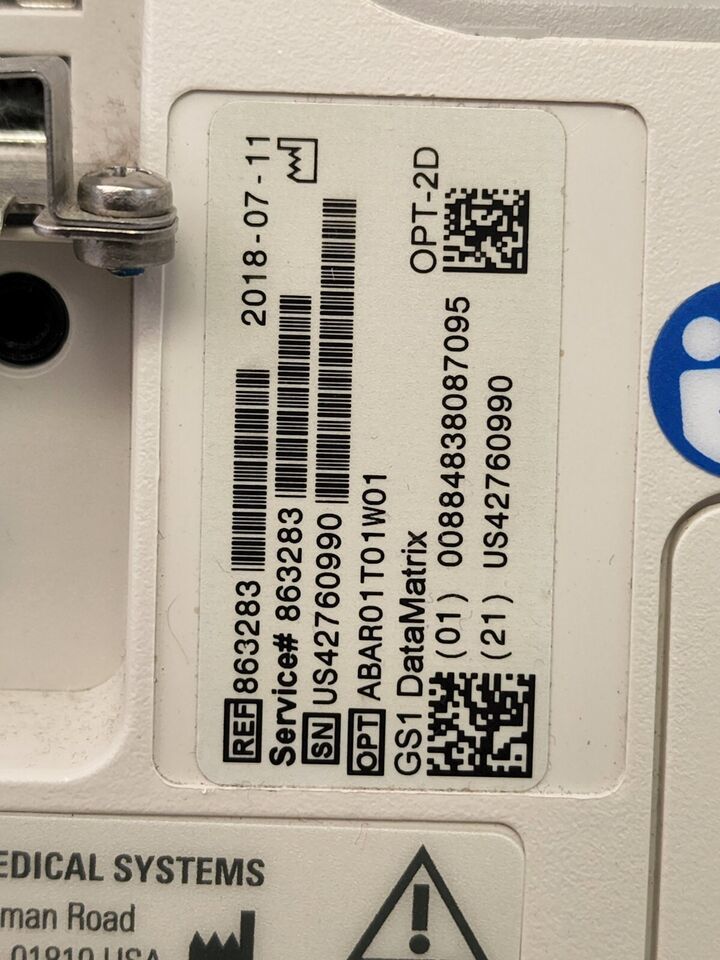 REF 863283 2018-07-11
Service# 863283
SN US42760990
OPT ABAR01T01W01
GS1 DataMatrix OPT-2D
(01) 00884838087095
(21) US42760990
EDICAL SYSTEMS
man Road
01810 USA